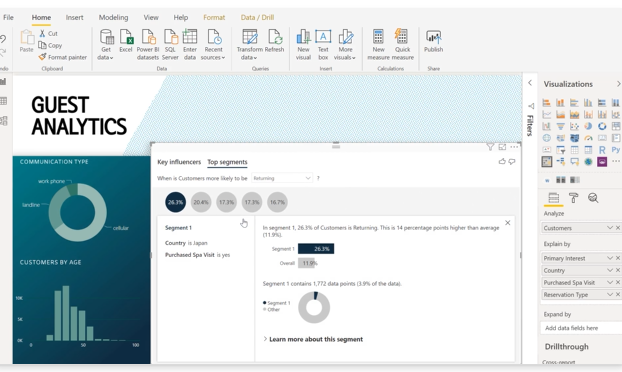 File Home Insert Modeling View Help Format Data / Drill
Cut
Copy
Format painter
Paste
Get data
Excel
Power BI datasets
SQL Server
Enter data
Recent sources
Transform data
Refresh
New visual
Text box
More visuals
New measure
Quick measure
Publish
Clipboard
Data
Queries
Insert
Calculations
Share
GUEST
ANALYTICS
COMMUNICATION TYPE
work phone
landline
cellular
CUSTOMERS BY AGE
10K
5K
0K
0 50 100
Key influencers Top segments
When is Customers more likely to be Returning ?
26.3% 20.4% 17.3% 17.3% 16.7%
Segment 1
Country is Japan
Purchased Spa Visit is yes
In segment 1, 26.3% of Customers is Returning. This is 14 percentage points higher than average
(11.9%).
Segment 1 26.3%
Overall 11.9%
Segment 1 contains 1,772 data points (3.9% of the data).
Segment 1
Other
Learn more about this segment
Filters
Visualizations
R Py
Analyze
Customers
Explain by
Primary Interest
Country
Purchased Spa Visit
Reservation Type
Expand by
Add data fields here
Drillthrough
Cross-report